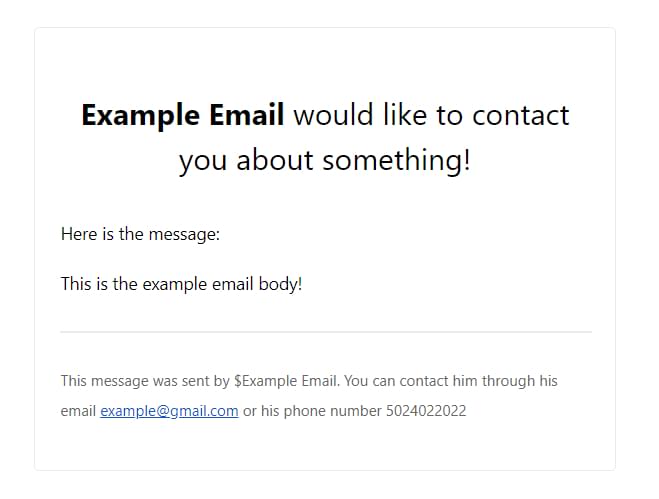 Example Email would like to contact
you about something!
Here is the message:
This is the example email body!
This message was sent by $Example Email. You can contact him through his
email example@gmail.com or his phone number 5024022022